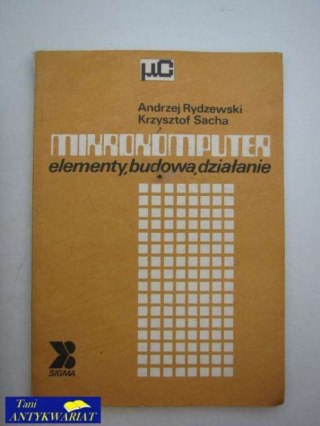 µC
Andrzej Rydzewski
Krzysztof Sacha
MIKROKOMPUTER
elementy, budowa, działanie
SIGMA
Tani
ANTYKWARIAT